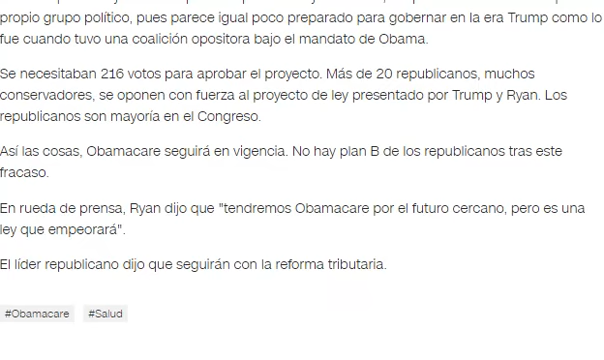 propio grupo político, pues parece igual poco preparado para gobernar en la era Trump como lo
fue cuando tuvo una coalición opositora bajo el mandato de Obama.
Se necesitaban 216 votos para aprobar el proyecto. Más de 20 republicanos, muchos
conservadores, se oponen con fuerza al proyecto de ley presentado por Trump y Ryan. Los
republicanos son mayoría en el Congreso.
Así las cosas, Obamacare seguirá en vigencia. No hay plan B de los republicanos tras este
fracaso.
En rueda de prensa, Ryan dijo que "tendremos Obamacare por el futuro cercano, pero es una
ley que empeorará".
El líder republicano dijo que seguirán con la reforma tributaria.
#Obamacare #Salud